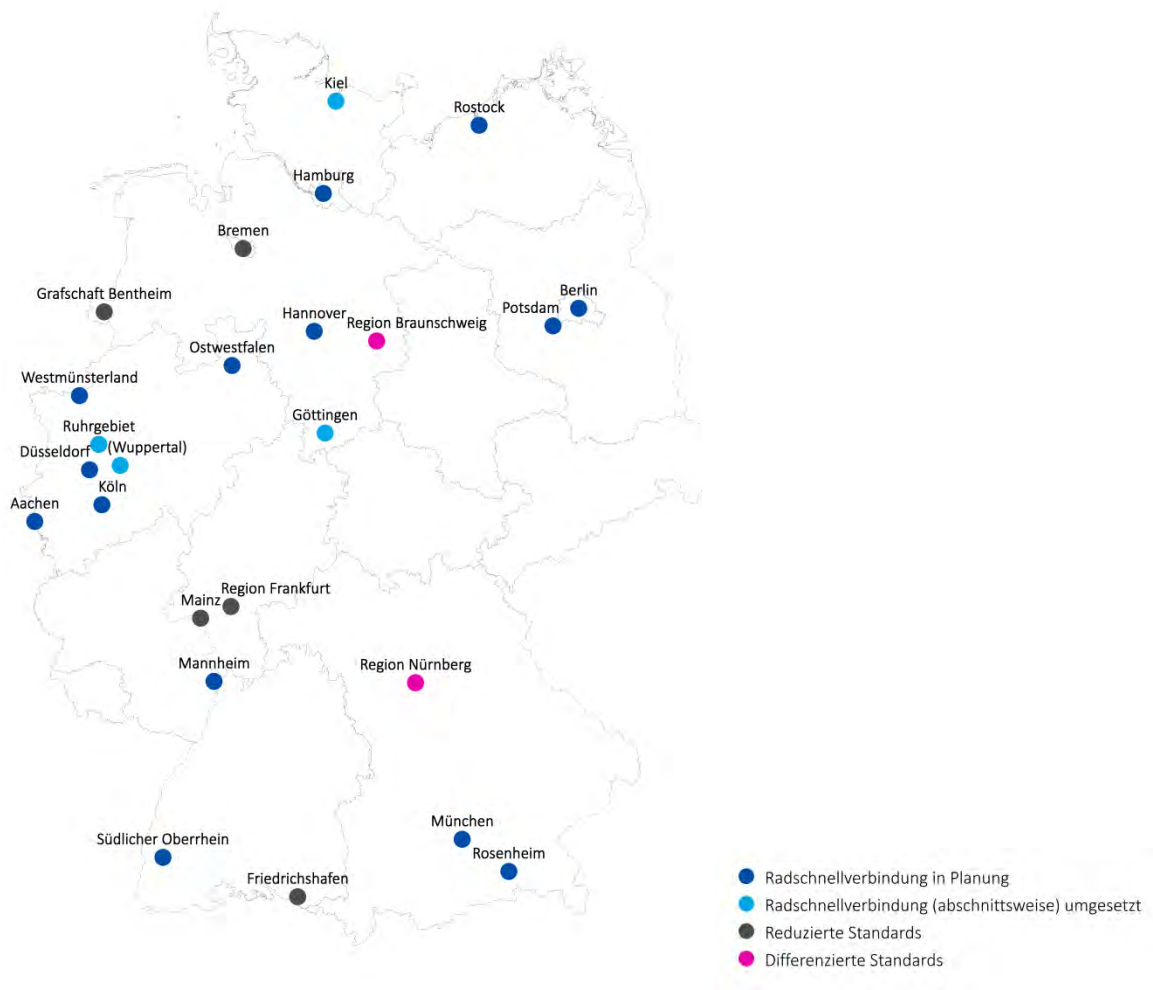 Kiel
Rostock
Hamburg
Bremen
Grafschaft Bentheim
Berlin
Potsdam
Hannover
Region Braunschweig
Ostwestfalen
Westmünsterland
Göttingen
Ruhrgebiet
(Wuppertal)
Düsseldorf
Köln
Aachen
Region Frankfurt
Mainz
Mannheim
Region Nürnberg
München
Südlicher Oberrhein
Rosenheim
Friedrichshafen
Radschnellverbindung in Planung
Radschnellverbindung (abschnittsweise) umgesetzt
Reduzierte Standards
Differenzierte Standards